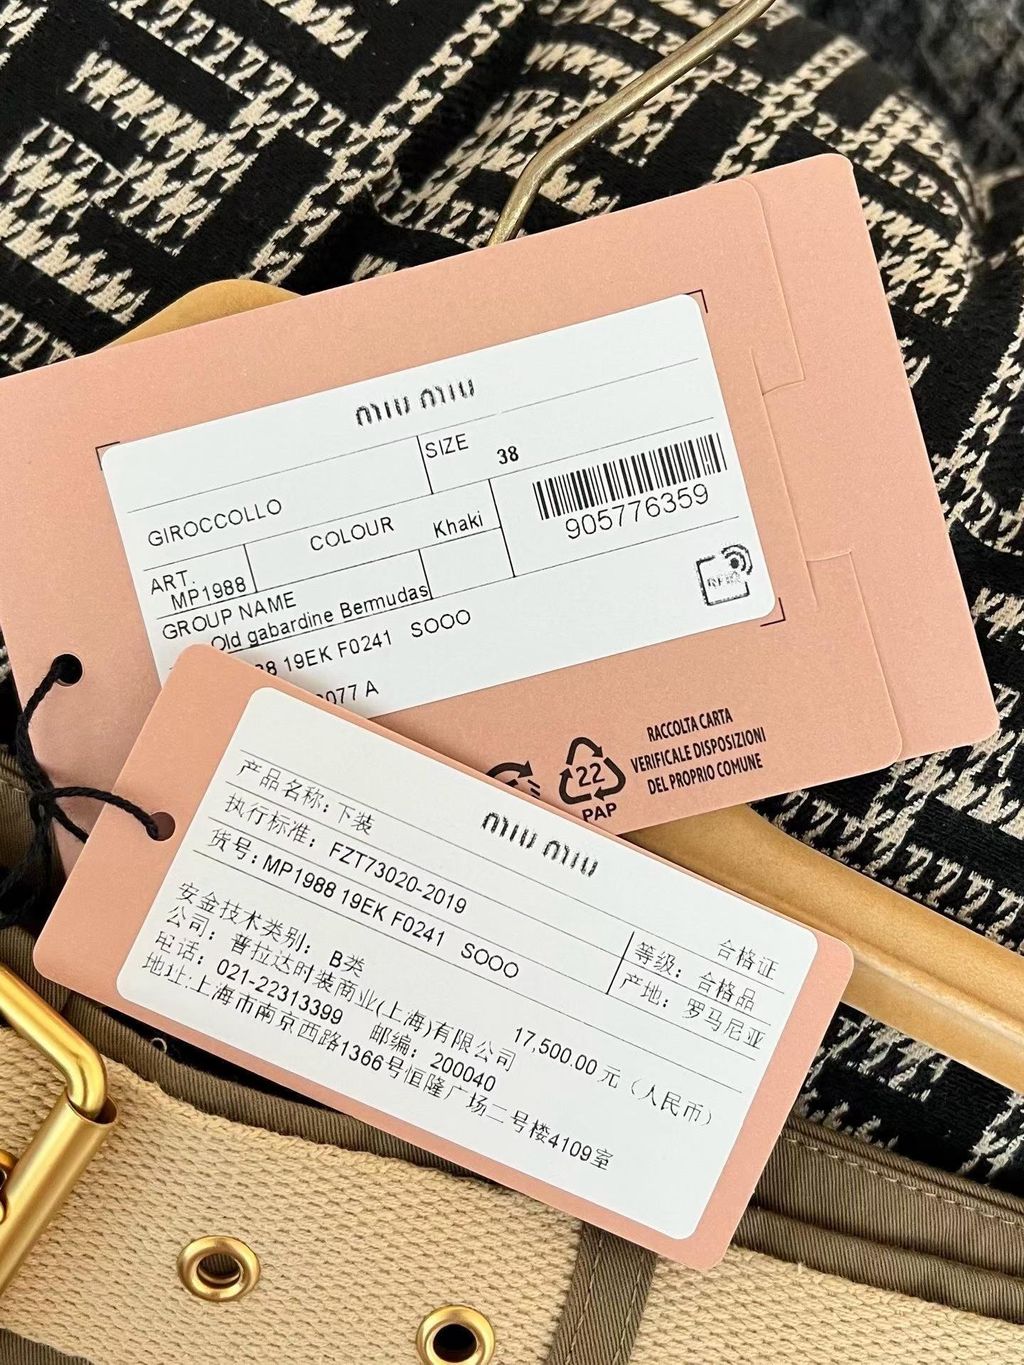 miu miu
GIROCCOLLO
SIZE 38
ART. MP1988
COLOUR Khaki
905776359
GROUP NAME
Old gabardine Bermudas
88 19EK F0241 SOOO
0077 A
RFID
22
PAP
RACCOLTA CARTA
VERIFICALE DISPOSIZIONI
DEL PROPRIO COMUNE
miu miu
产品名称：下装
执行标准：FZT73020-2019
货号：MP1988 19EK F0241 SOOO
合格证
等级：合格品
产地：罗马尼亚
安金技术类别：B类
17,500.00 元（人民币）
公司：普拉达时装商业(上海)有限公司
电话：021-22313399 邮编：200040
地址:上海市南京西路1366号恒隆广场二号楼4109室